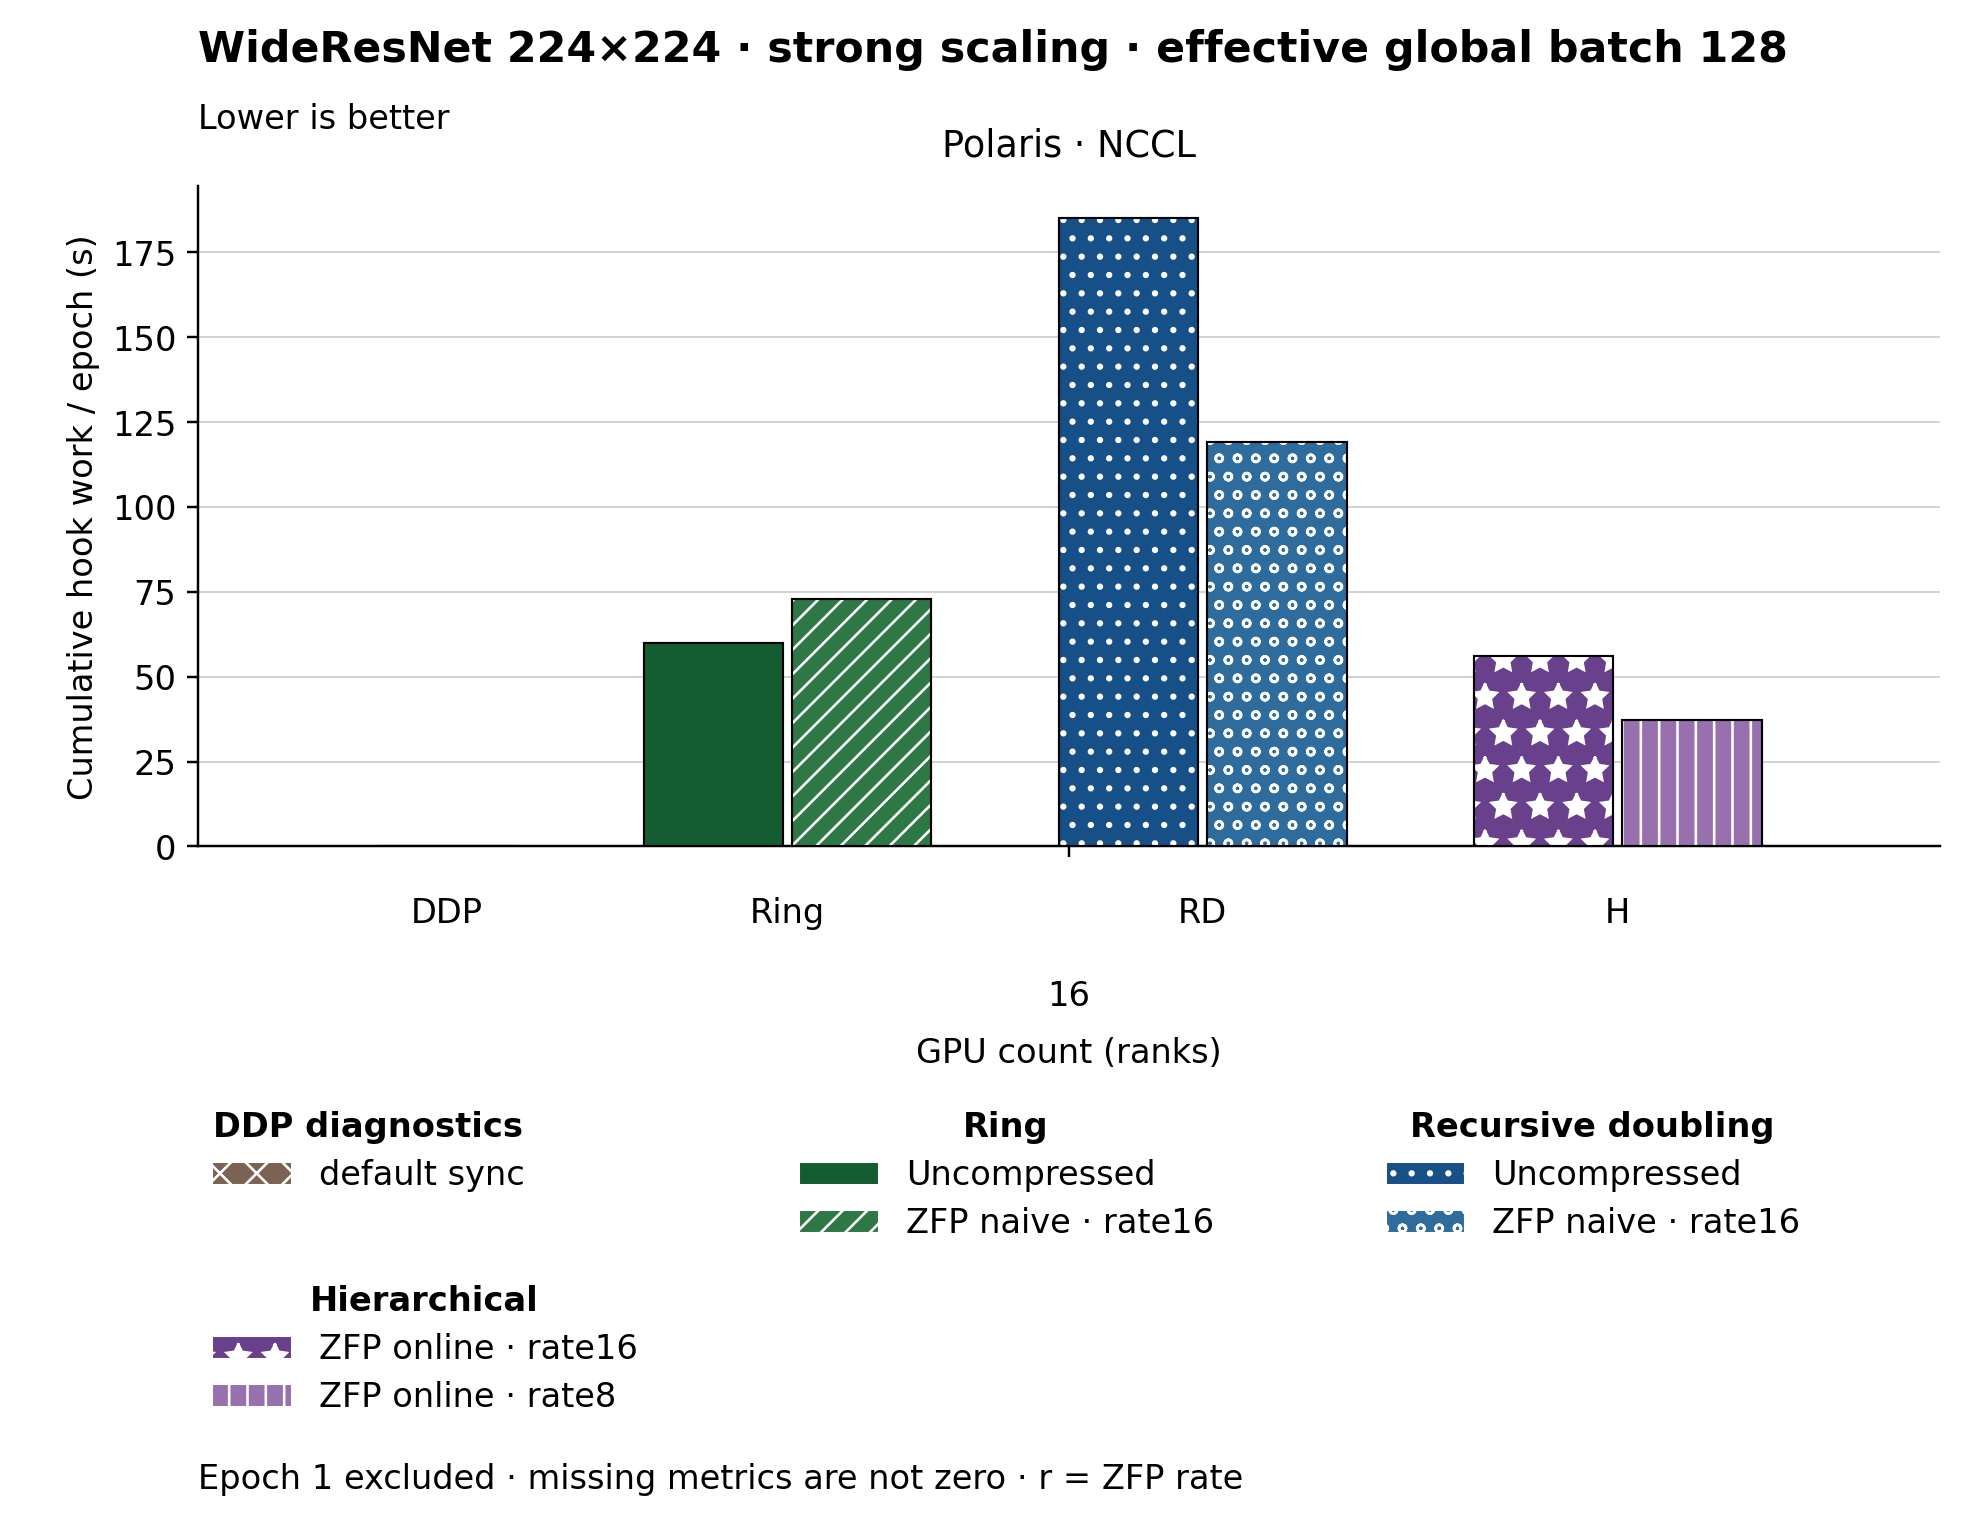 WideResNet 224×224 · strong scaling · effective global batch 128
Lower is better
Polaris · NCCL
Cumulative hook work / epoch (s)
175
150
125
100
75
50
25
0
DDP Ring RD H
16
GPU count (ranks)
DDP diagnostics
default sync
Ring
Uncompressed
ZFP naive · rate16
Recursive doubling
Uncompressed
ZFP naive · rate16
Hierarchical
ZFP online · rate16
ZFP online · rate8
Epoch 1 excluded · missing metrics are not zero · r = ZFP rate